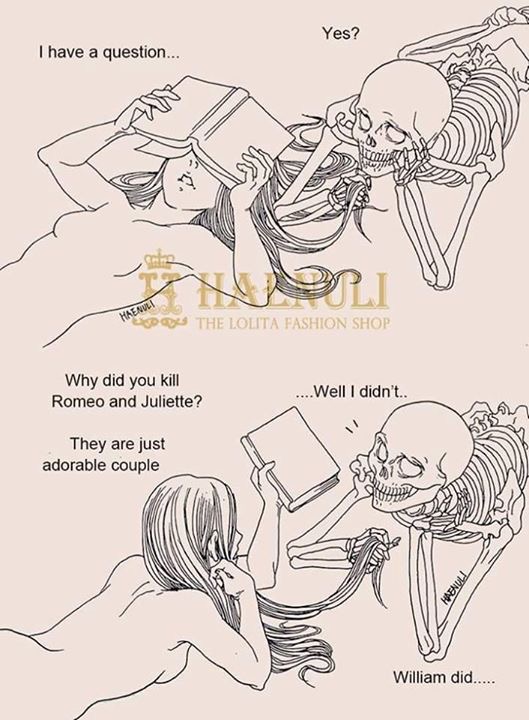 Yes?
I have a question...
HAENULI
THE LOLITA FASHION SHOP
HAENULI
Why did you kill
Romeo and Juliette?
They are just
adorable couple
....Well I didn't..
HAENULI
William did.....